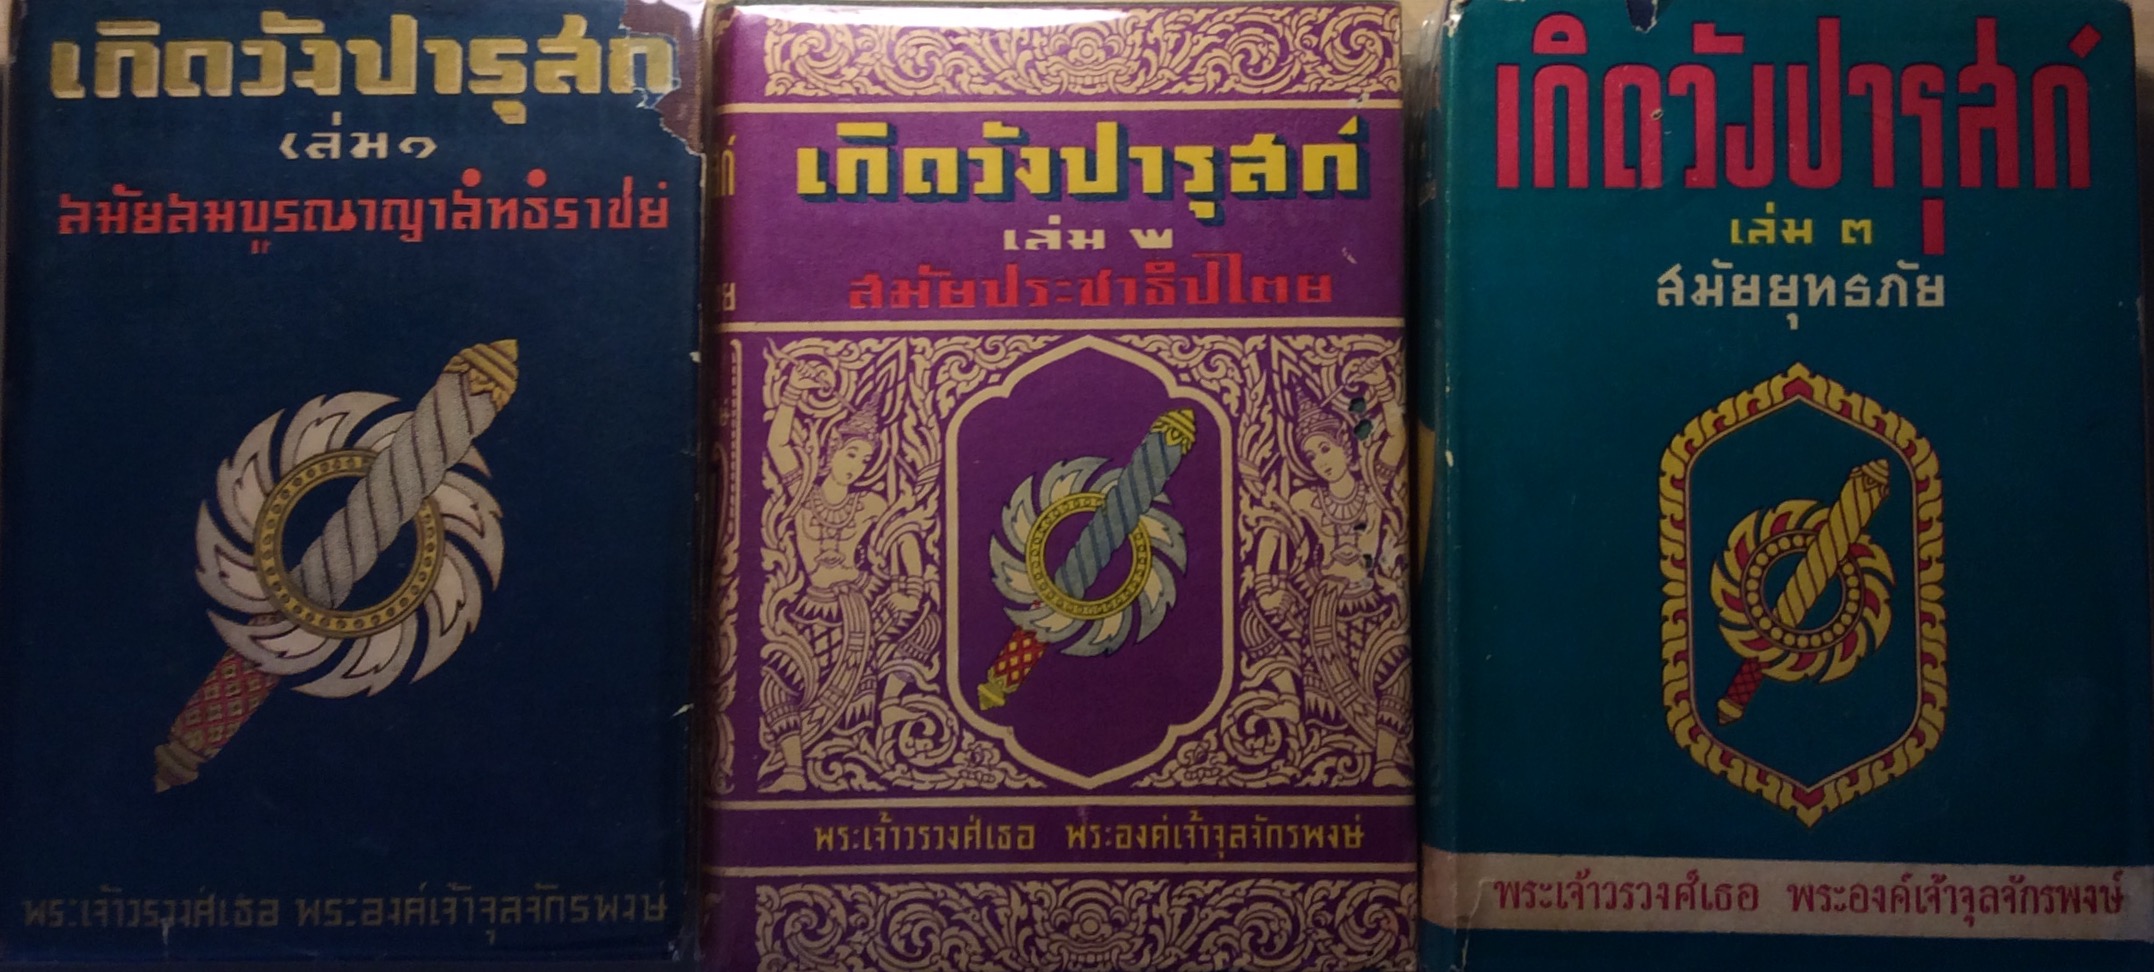 เกิดวังปารุสก์
เล่ม ๑
สมัยสมบูรณาญาสิทธิราชย์
พระเจ้าวรวงศ์เธอ พระองค์เจ้าจุลจักรพงษ์
เกิดวังปารุสก์
เล่ม ๒
สมัยประชาธิปไตย
พระเจ้าวรวงศ์เธอ พระองค์เจ้าจุลจักรพงษ์
เกิดวังปารุสก์
เล่ม ๓
สมัยยุทธภัย
พระเจ้าวรวงศ์เธอ พระองค์เจ้าจุลจักรพงษ์